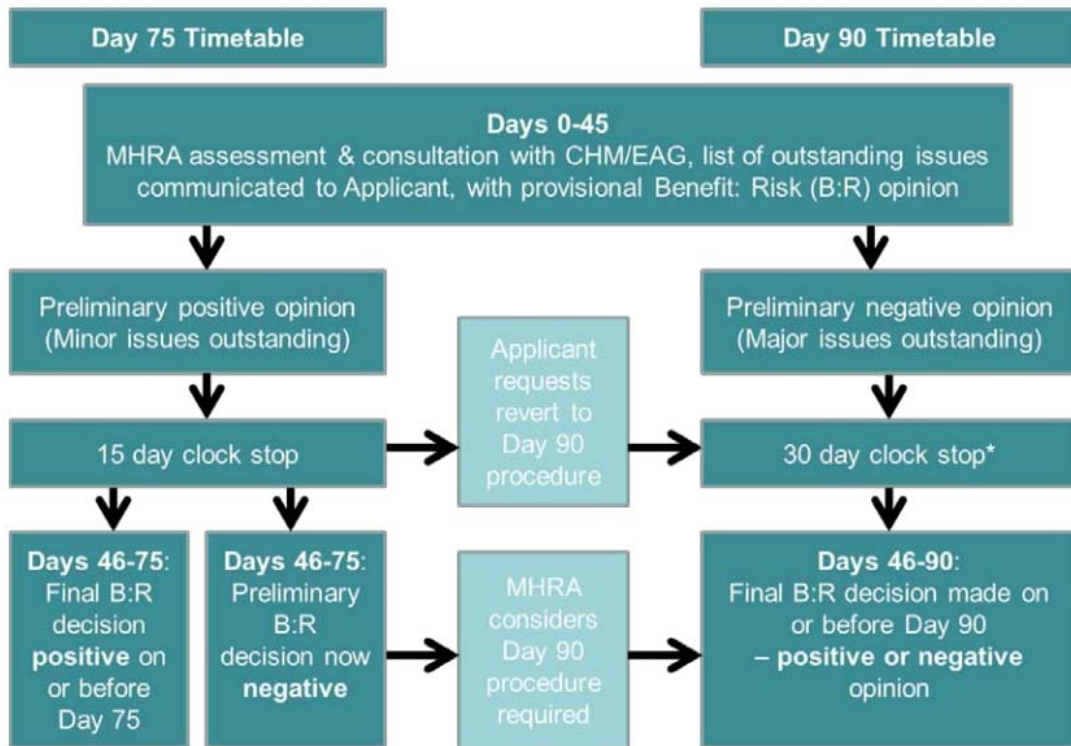 Day 75 Timetable
Day 90 Timetable
Days 0-45
MHRA assessment & consultation with CHM/EAG, list of outstanding issues
communicated to Applicant, with provisional Benefit: Risk (B:R) opinion
Preliminary positive opinion
(Minor issues outstanding)
Preliminary negative opinion
(Major issues outstanding)
15 day clock stop
Applicant
requests
revert to
Day 90
procedure
30 day clock stop*
Days 46-75:
Final B:R
decision
positive on
or before
Day 75
Days 46-75:
Preliminary
B:R
decision now
negative
MHRA
considers
Day 90
procedure
required
Days 46-90:
Final B:R decision made on
or before Day 90
– positive or negative
opinion